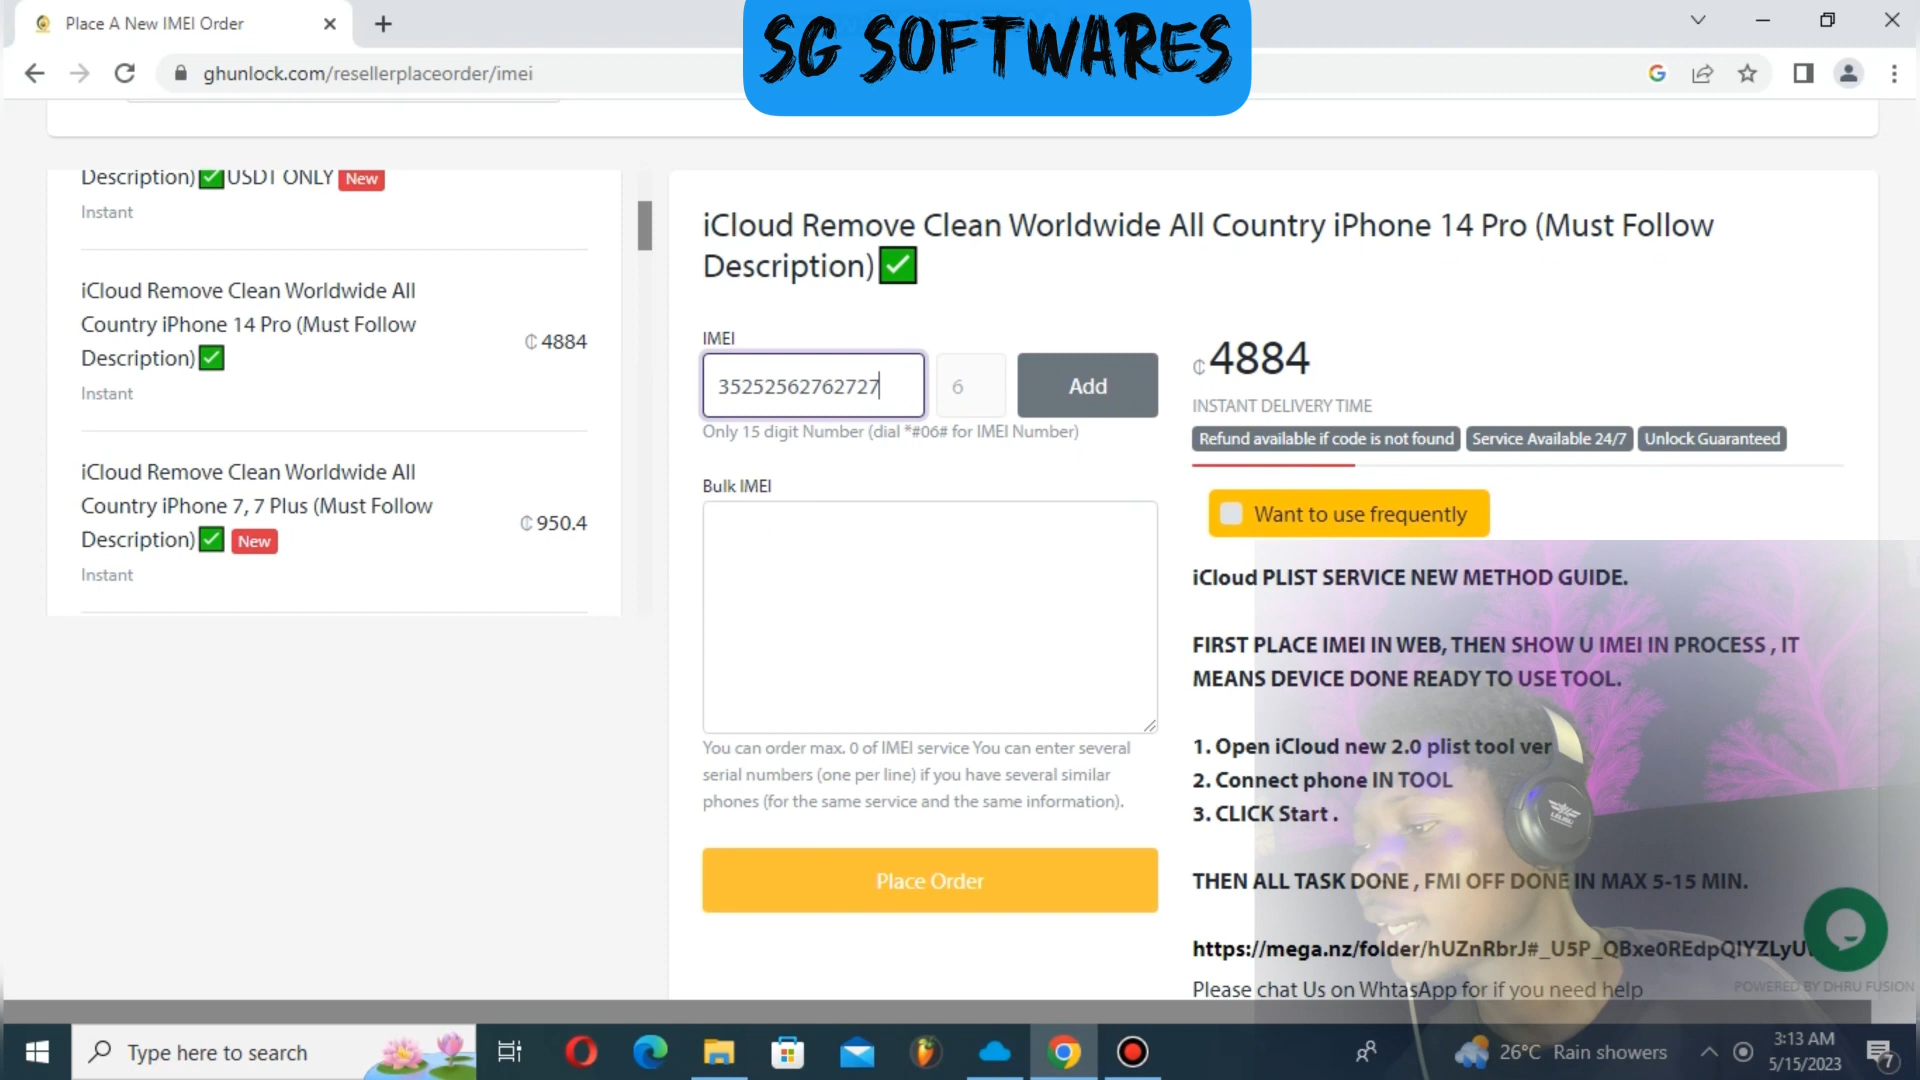 Place A New IMEI Order
SG SOFTWARES
ghunlock.com/resellerplaceorder/imei
Description)✅USDT ONLY New
Instant
iCloud Remove Clean Worldwide All
Country iPhone 14 Pro (Must Follow
Description)✅
₵ 4884
Instant
iCloud Remove Clean Worldwide All
Country iPhone 7, 7 Plus (Must Follow
Description)✅ New
₵ 950.4
Instant
iCloud Remove Clean Worldwide All Country iPhone 14 Pro (Must Follow
Description)✅
IMEI
35252562762727
6
Add
Only 15 digit Number (dial *#06# for IMEI Number)
Bulk IMEI
You can order max. 0 of IMEI service You can enter several
serial numbers (one per line) if you have several similar
phones (for the same service and the same information).
Place Order
₵ 4884
INSTANT DELIVERY TIME
Refund available if code is not found Service Available 24/7 Unlock Guaranteed
Want to use frequently
iCloud PLIST SERVICE NEW METHOD GUIDE.
FIRST PLACE IMEI IN WEB, THEN SHOW U IMEI IN PROCESS , IT
MEANS DEVICE DONE READY TO USE TOOL.
1. Open iCloud new 2.0 plist tool ver
2. Connect phone IN TOOL
3. CLICK Start .
THEN ALL TASK DONE , FMI OFF DONE IN MAX 5-15 MIN.
https://mega.nz/folder/hUZnRbrJ#_U5P_QBxe0REdpQIYZLyU
Please chat Us on WhtasApp for if you need help
POWERED BY DHRU FUSION
Type here to search
26°C Rain showers
3:13 AM
5/15/2023
7